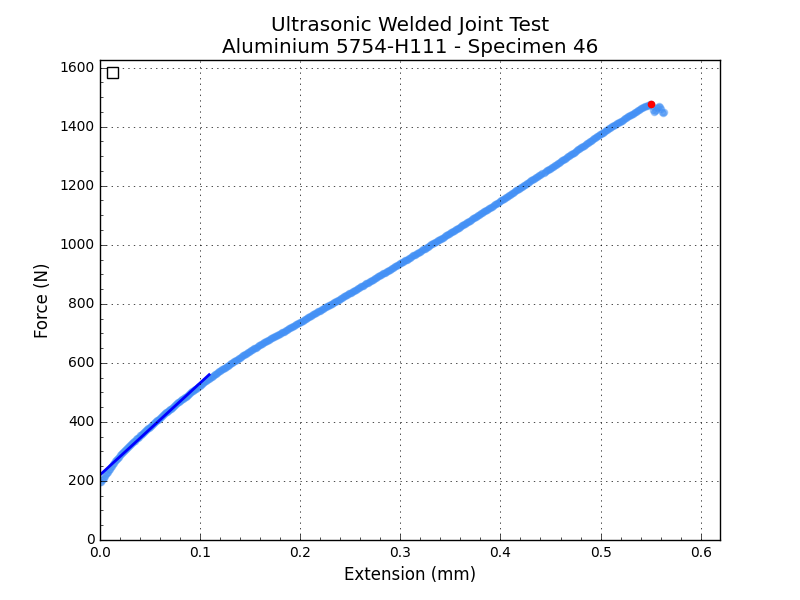 Ultrasonic Welded Joint Test
Aluminium 5754-H111 - Specimen 46
1600
1400
1200
1000
800
600
400
200
0
Force (N)
0.0 0.1 0.2 0.3 0.4 0.5 0.6
Extension (mm)